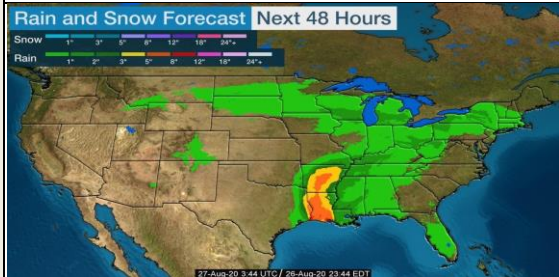 Rain and Snow Forecast Next 48 Hours
Snow 1" 3" 5" 8" 12" 18" 24"+
Rain 1" 2" 3" 5" 8" 12" 16" 24"+
27-Aug-20 3:44 UTC / 26-Aug-20 23:44 EDT